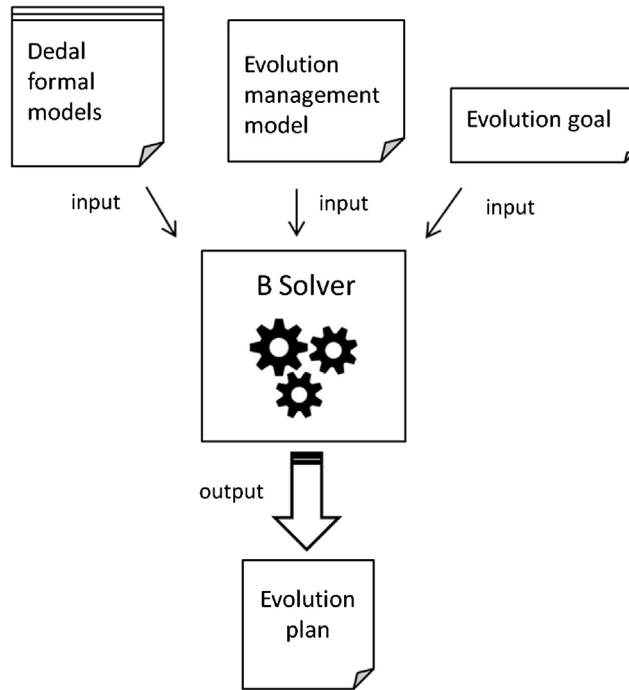 Dedal
formal
models
Evolution
management
model
Evolution goal
input
input
input
B Solver
output
Evolution
plan